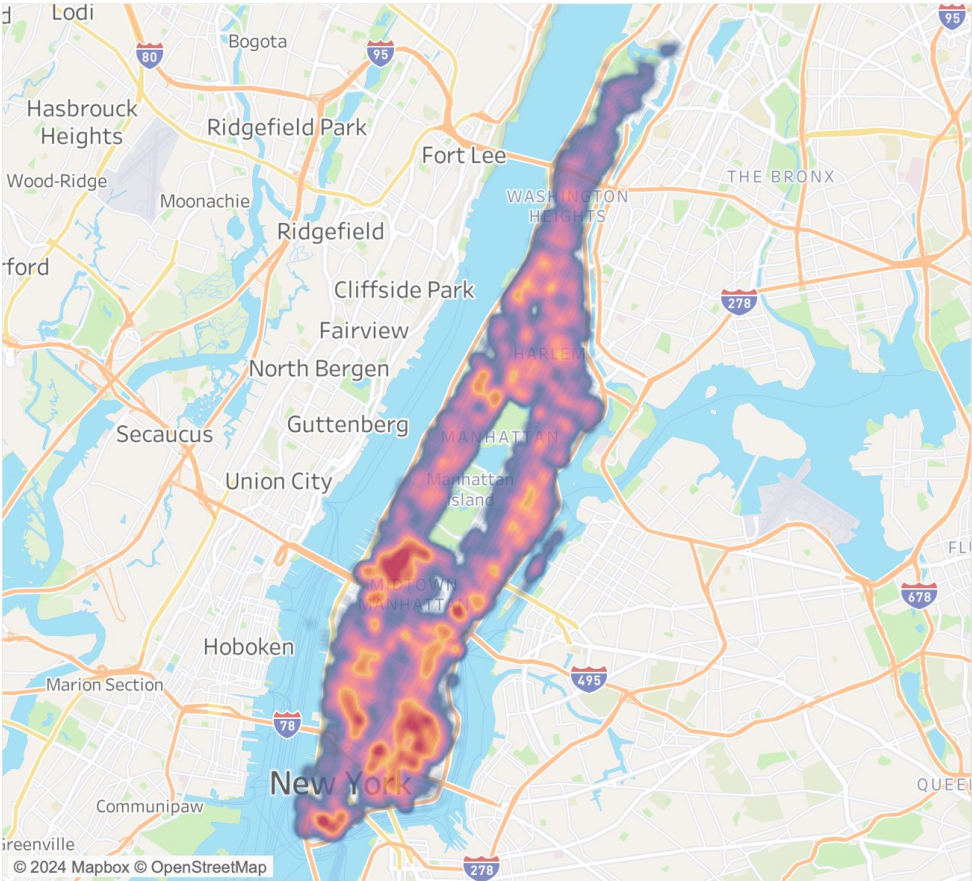 d
Lodi
95
80
Bogota
95
Hasbrouck
Heights
Ridgefield Park
Fort Lee
Wood-Ridge
THE BRONX
Moonachie
WASHINGTON
HEIGHTS
Ridgefield
rford
Cliffside Park
278
Fairview
HARLEM
North Bergen
Guttenberg
Secaucus
MANHATTAN
Union City
Manhattan
Island
FLU
MIDTOWN
MANHATTAN
678
Hoboken
Marion Section
495
78
New York
QUEE
Communipaw
Greenville
© 2024 Mapbox © OpenStreetMap
278